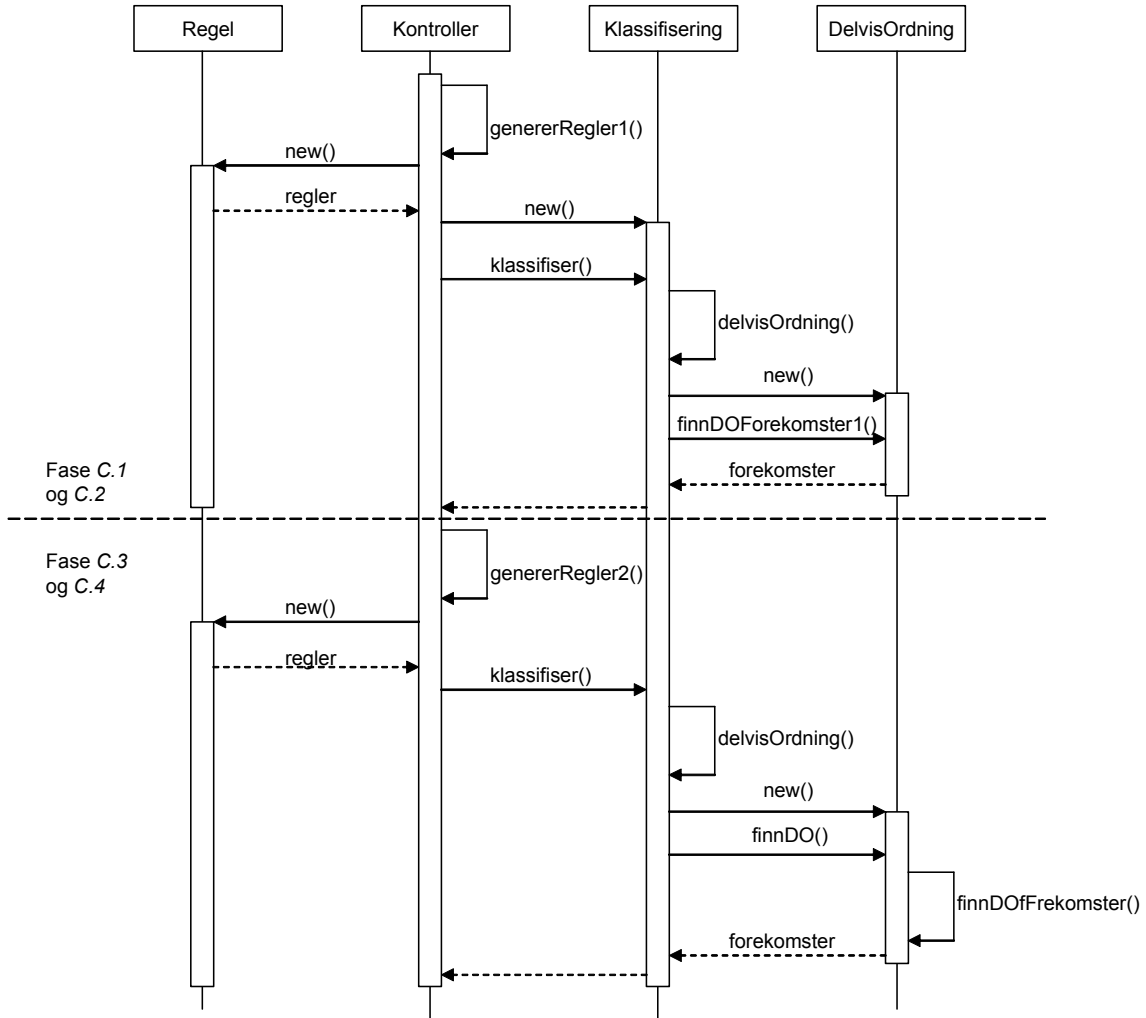 Regel
Kontroller
Klassifisering
DelvisOrdning
genererRegler1()
new()
regler
new()
klassifiser()
delvisOrdning()
new()
finnDOForekomster1()
forekomster
Fase C.1
og C.2
Fase C.3
og C.4
genererRegler2()
new()
regler
klassifiser()
delvisOrdning()
new()
finnDO()
finnDOfFrekomster()
forekomster